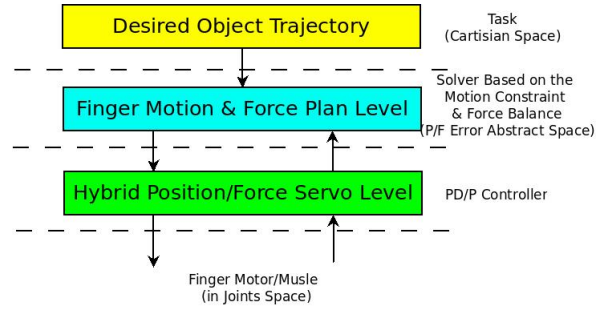 Desired Object Trajectory
Task
(Cartisian Space)
Solver Based on the
Motion Constraint
& Force Balance
(P/F Error Abstract Space)
Finger Motion & Force Plan Level
Hybrid Position/Force Servo Level
PD/P Controller
Finger Motor/Musle
(in Joints Space)